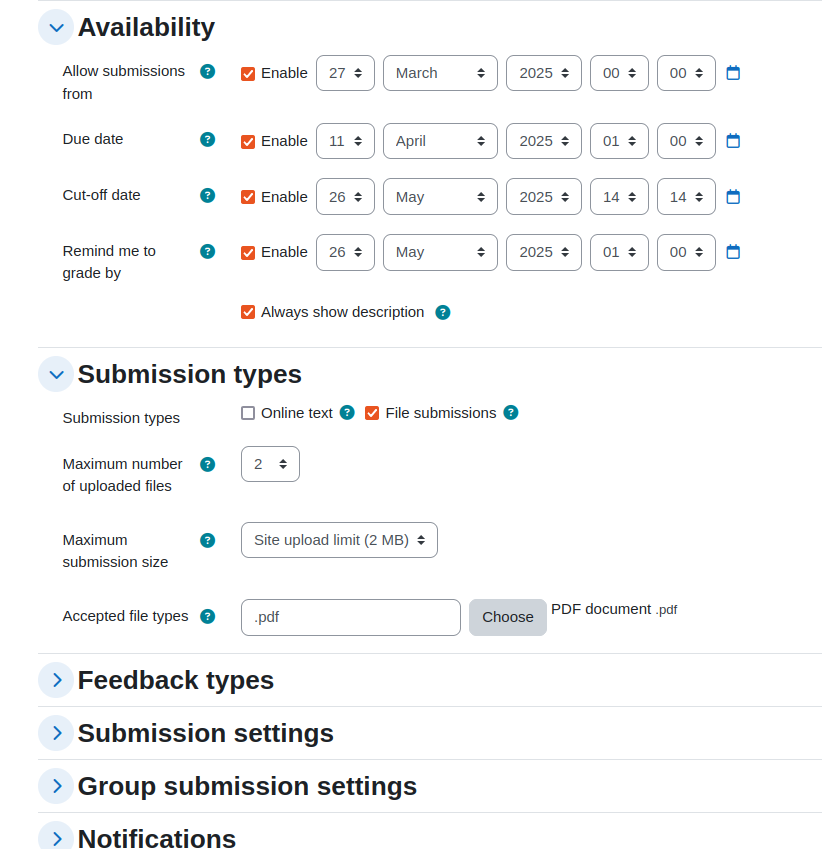 Availability
Allow submissions from ? Enable 27 March 2025 00 00
Due date ? Enable 11 April 2025 01 00
Cut-off date ? Enable 26 May 2025 14 14
Remind me to grade by ? Enable 26 May 2025 01 00
Always show description ?
Submission types
Submission types Online text ? File submissions ?
Maximum number of uploaded files ? 2
Maximum submission size ? Site upload limit (2 MB)
Accepted file types ? .pdf Choose PDF document .pdf
Feedback types
Submission settings
Group submission settings
Notifications